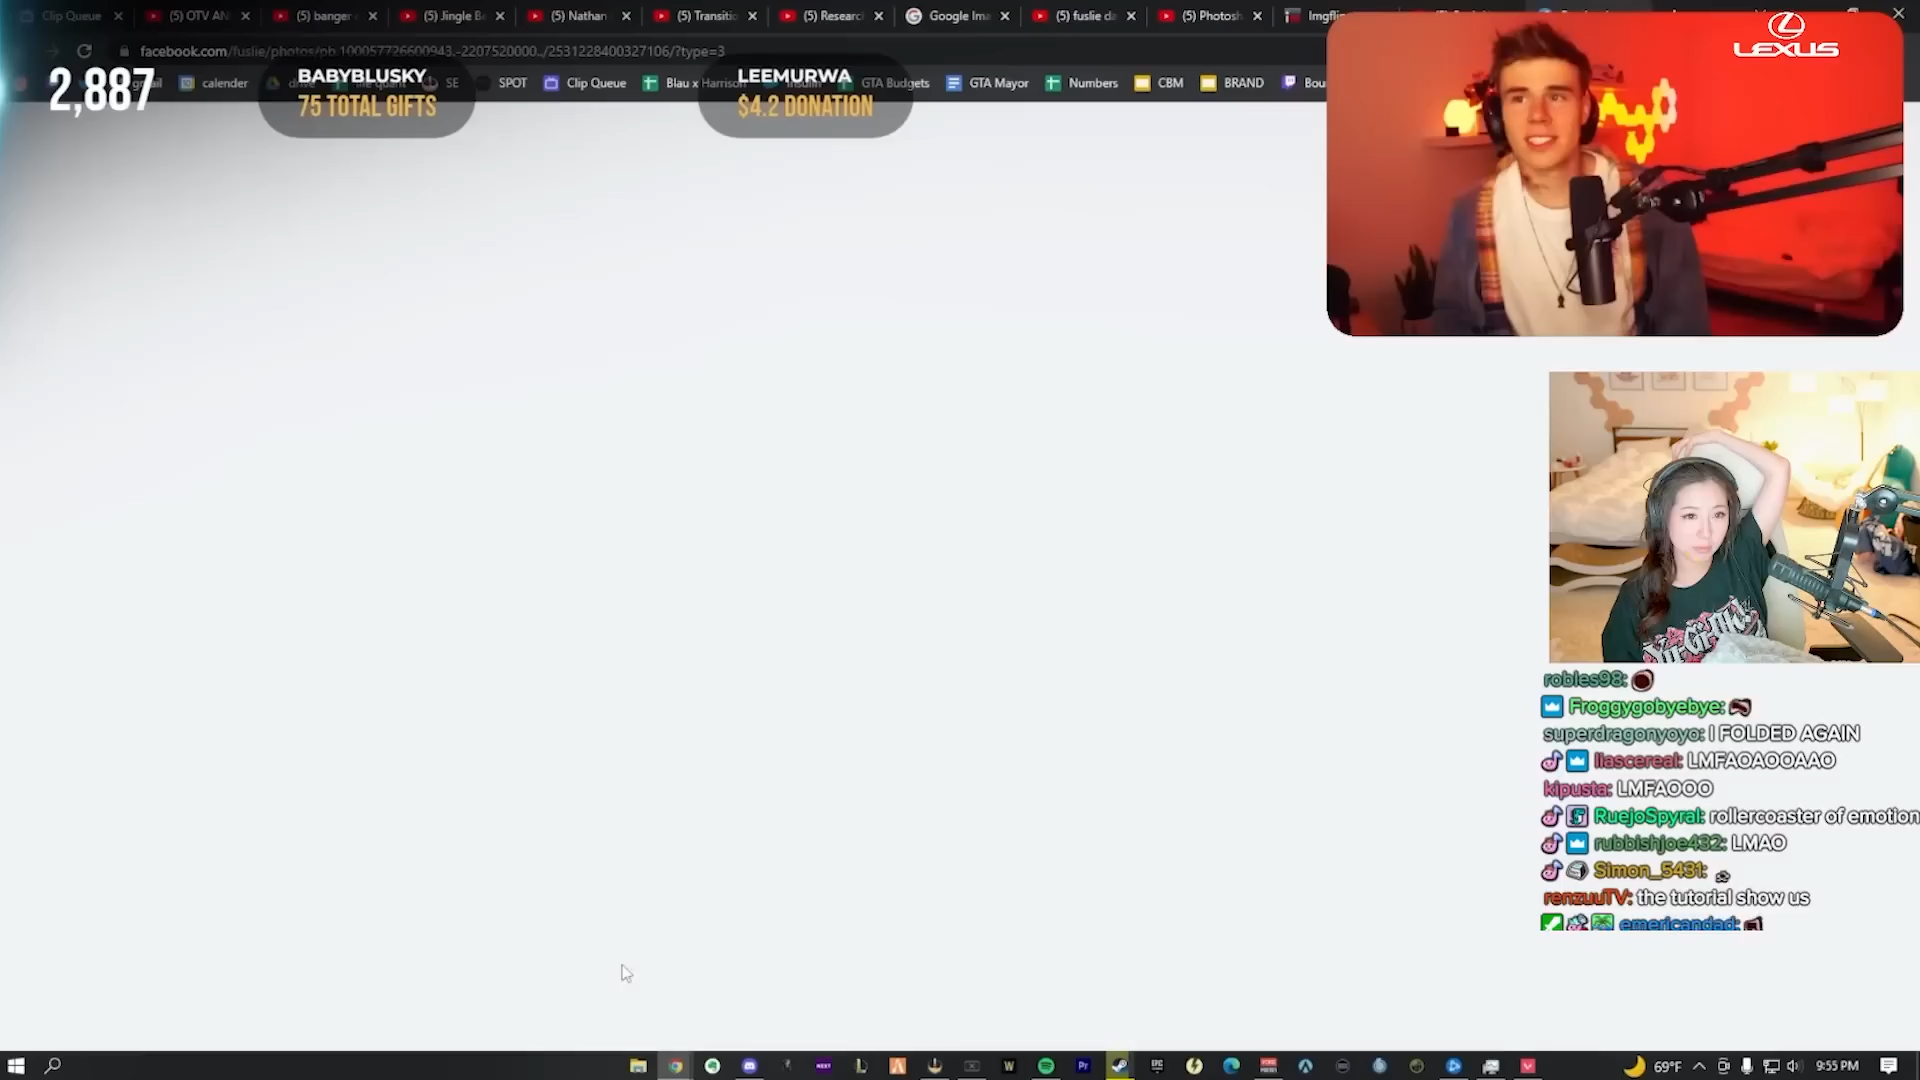 Clip Queue
(5) OTV AN
(5) banger
(5) Jingle B
(5) Nathan
(5) Transitio
(5) Researc
Google Ima
(5) fuslie da
(5) Photosh
Imgflip
LEXUS
facebook.com/fuslie/photos/pb.100057726600943.-2207520000../2531228400327106/?type=3
2,887
calender
BABYBLUSKY
75 TOTAL GIFTS
SE
SPOT
Clip Queue
Blau x Harrison
LEEMURWA
$4.2 DONATION
GTA Budgets
GTA Mayor
Numbers
CBM
BRAND
Bou
robles98:
Froggygobyebye:
superdragonyoyo: I FOLDED AGAIN
liascereal: LMFAOAOOAAO
kipusta: LMFAOOO
RuejoSpyral: rollercoaster of emotion
rubbishjoe432: LMAO
Simon_5431:
renzuuTV: the tutorial show us
emericandad:
69°F
9:55 PM